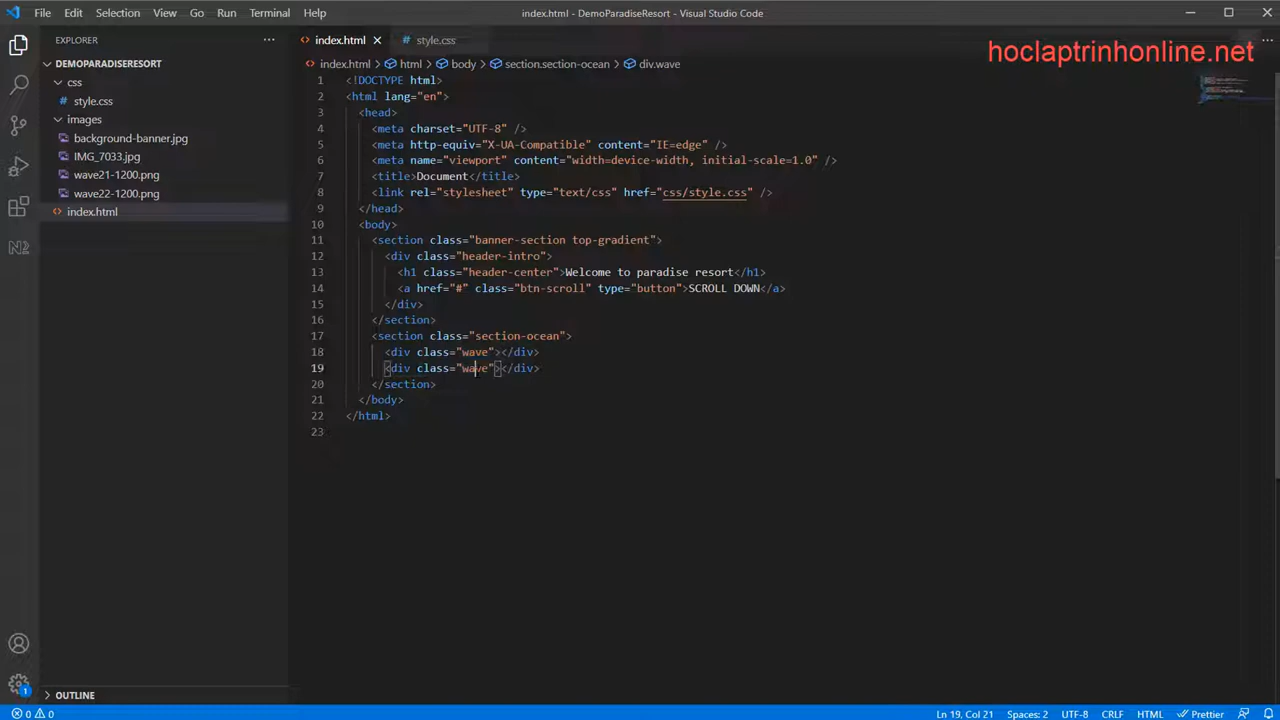 File Edit Selection View Go Run Terminal Help
index.html - DemoParadiseResort - Visual Studio Code
hoclaptrinhonline.net
EXPLORER
DEMOPARADISERESORT
css
style.css
images
background-banner.jpg
IMG_7033.jpg
wave21-1200.png
wave22-1200.png
index.html
OUTLINE
index.html
style.css
index.html > html > body > section.section-ocean > div.wave
1 <!DOCTYPE html>
2 <html lang="en">
3 <head>
4 <meta charset="UTF-8" />
5 <meta http-equiv="X-UA-Compatible" content="IE=edge" />
6 <meta name="viewport" content="width=device-width, initial-scale=1.0" />
7 <title>Document</title>
8 <link rel="stylesheet" type="text/css" href="css/style.css" />
9 </head>
10 <body>
11 <section class="banner-section top-gradient">
12 <div class="header-intro">
13 <h1 class="header-center">Welcome to paradise resort</h1>
14 <a href="#" class="btn-scroll" type="button">SCROLL DOWN</a>
15 </div>
16 </section>
17 <section class="section-ocean">
18 <div class="wave"></div>
19 <div class="wave"></div>
20 </section>
21 </body>
22 </html>
23
1
0 0
Ln 19, Col 21 Spaces: 2 UTF-8 CRLF HTML Prettier